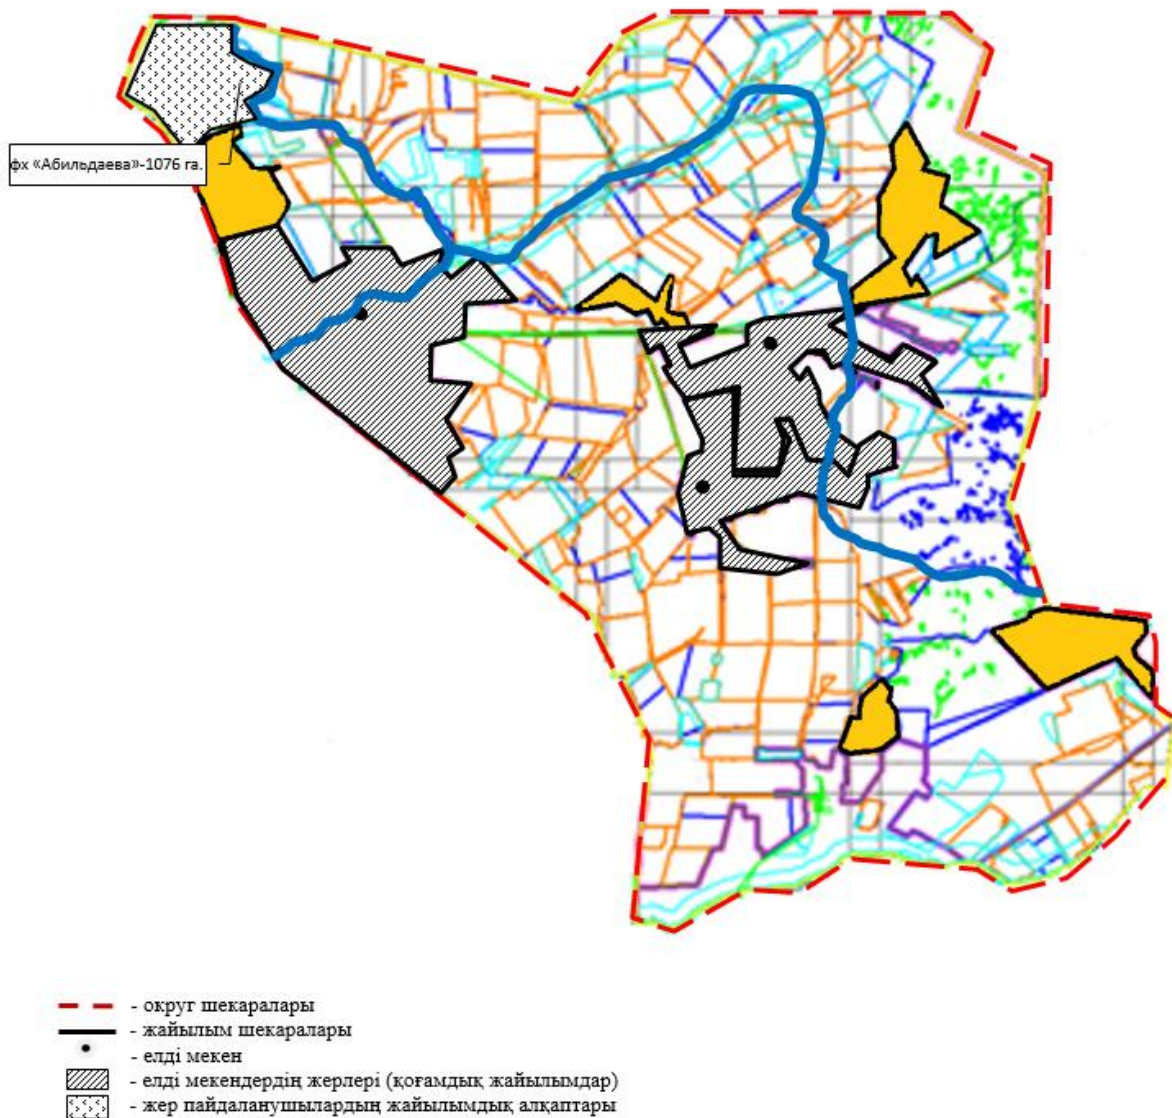 фх «Абильдаева»-1076 га.
- округ шекаралары
- жайылым шекаралары
- елді мекен
- елді мекендердің жерлері (қоғамдық жайылымдар)
- жер пайдаланушылардың жайылымдық алқаптары